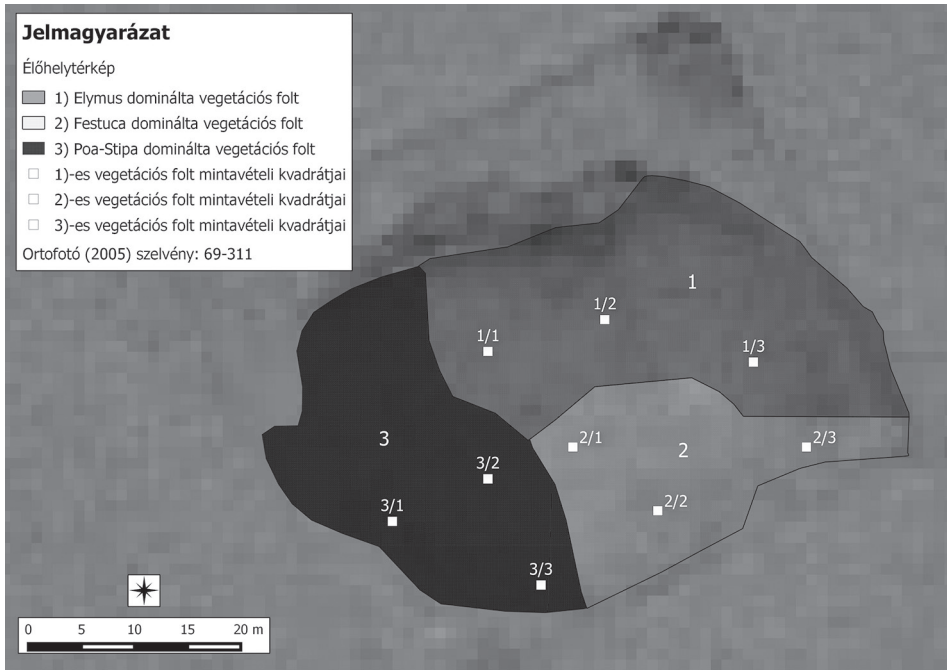 Jelmagyarázat
Élőhelytérkép
1) Elymus dominálta vegetációs folt
2) Festuca dominálta vegetációs folt
3) Poa-Stipa dominálta vegetációs folt
1)-es vegetációs folt mintavételi kvadrátjai
2)-es vegetációs folt mintavételi kvadrátjai
3)-es vegetációs folt mintavételi kvadrátjai
Ortofotó (2005) szelvény: 69-311
1
1/2
1/1
1/3
3
2/1
2
2/3
3/2
3/1
2/2
3/3
0 5 10 15 20 m